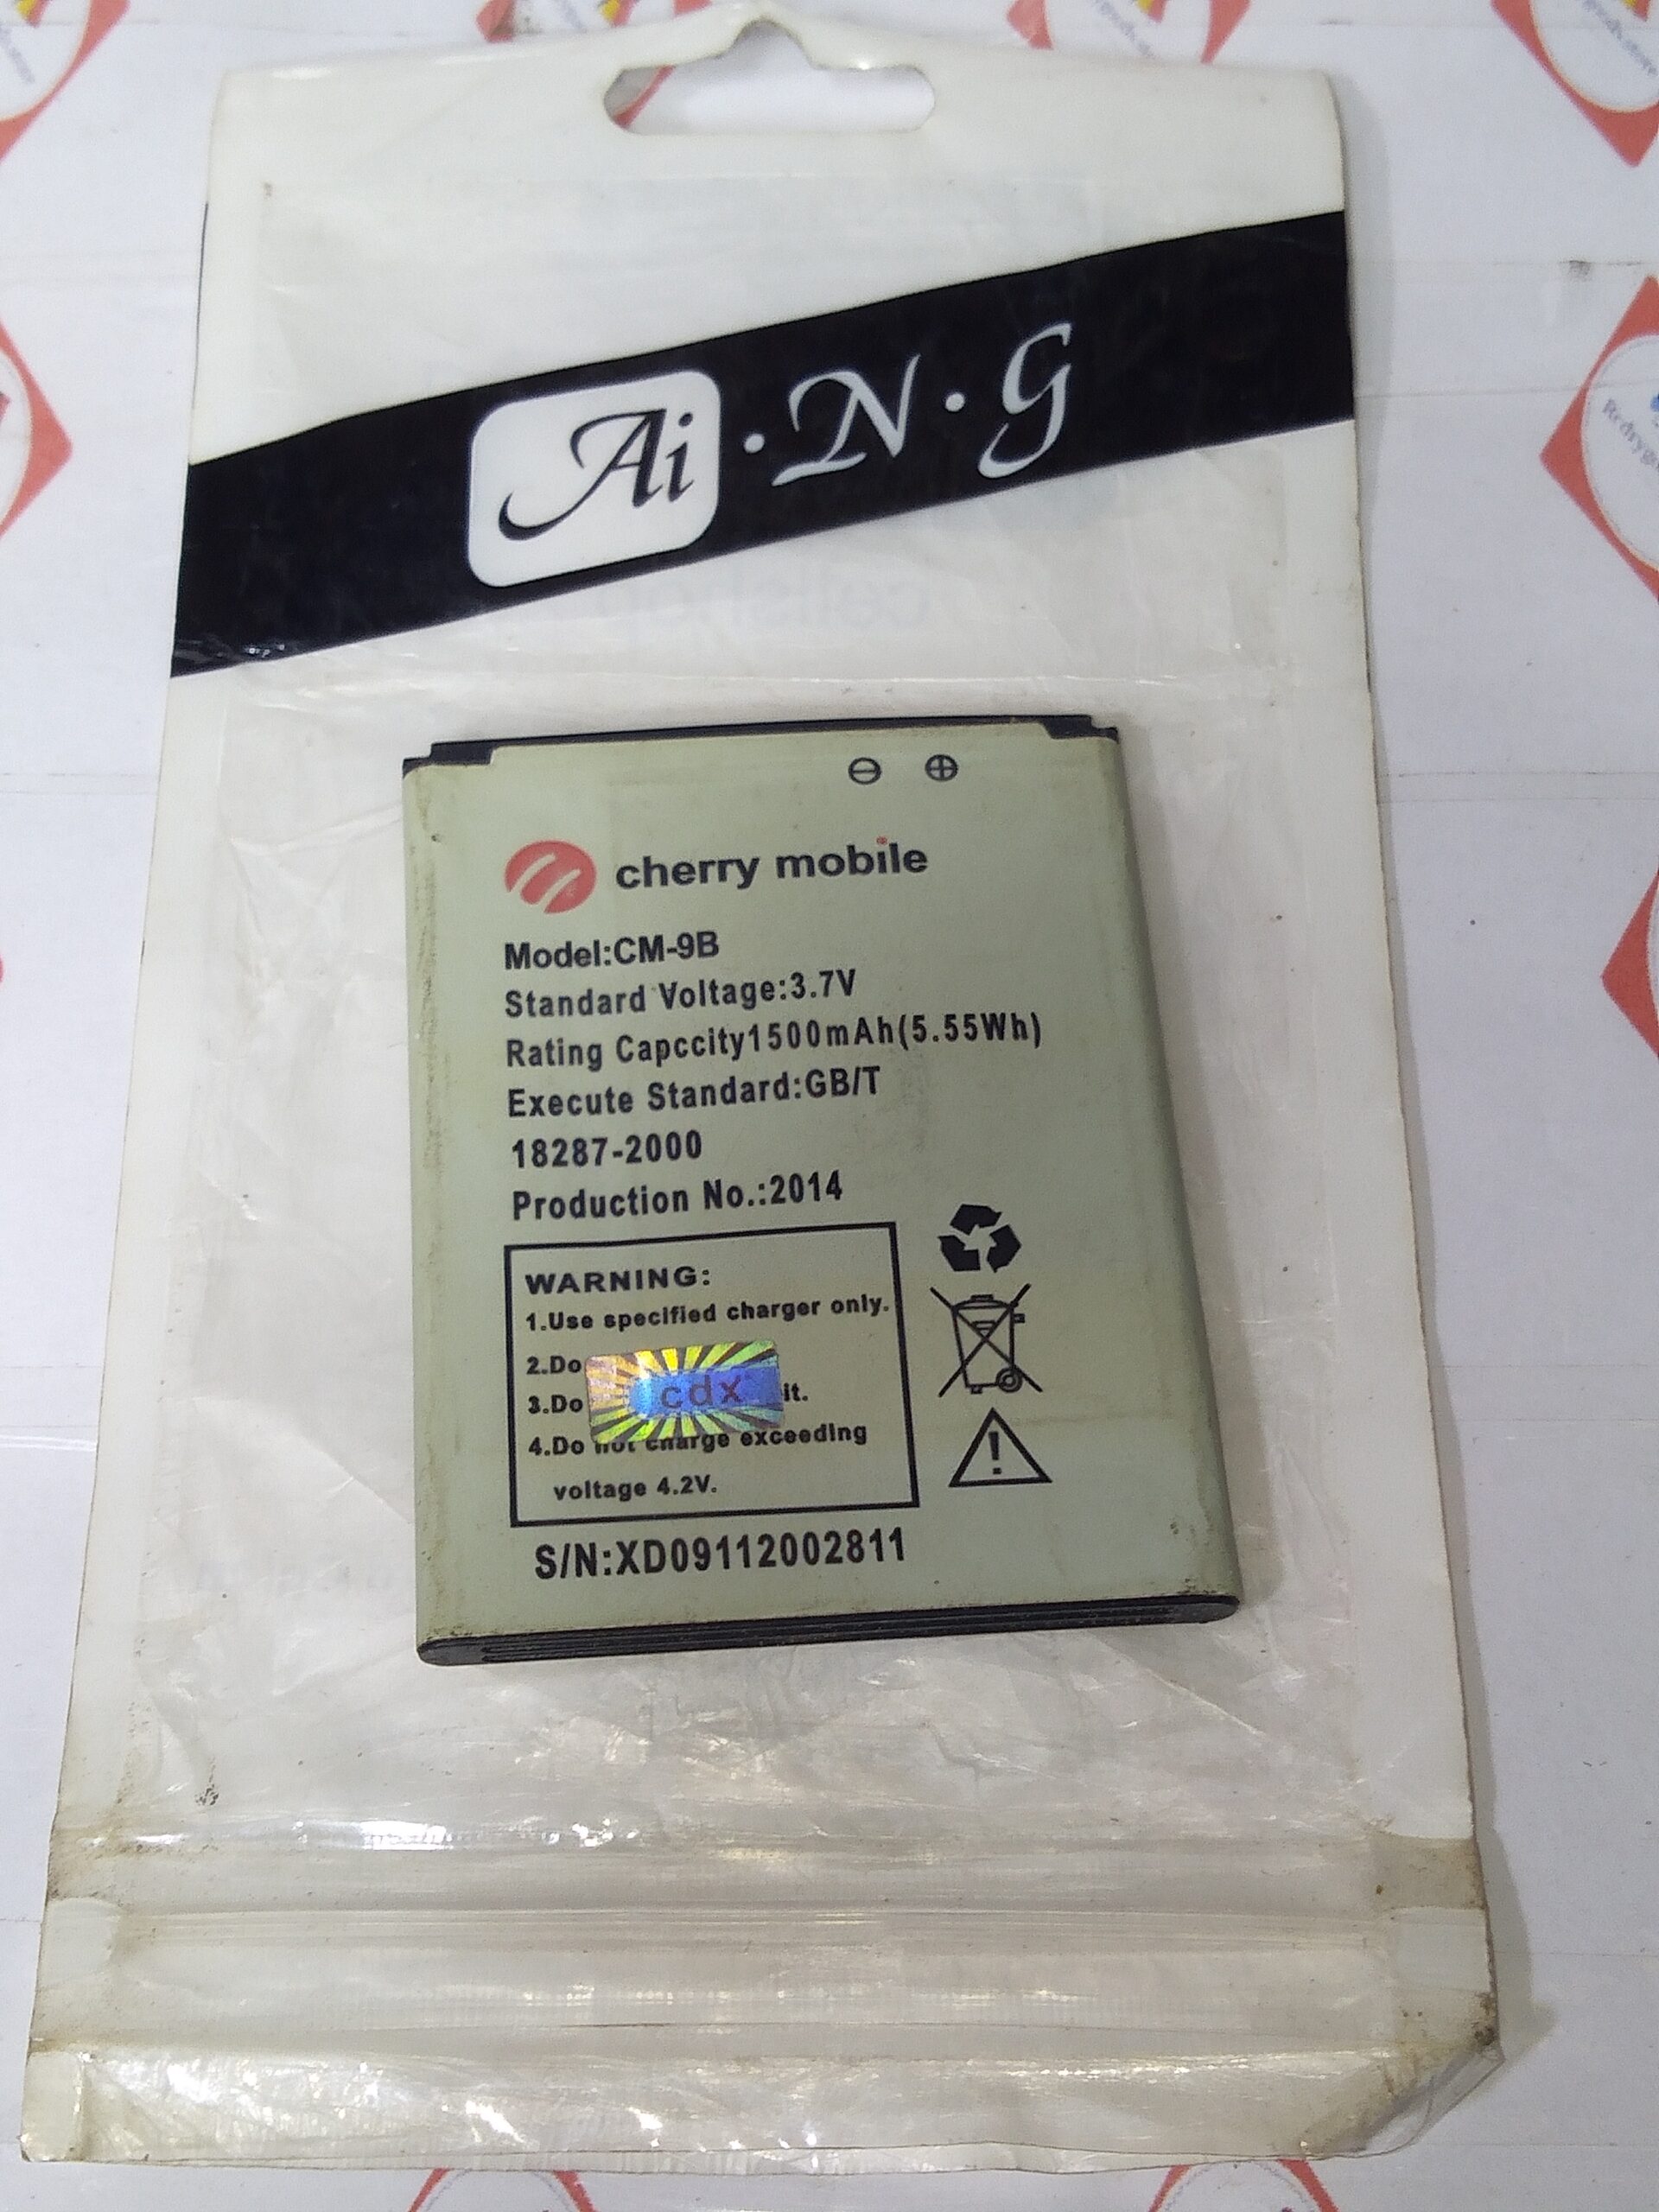 Ai · N · G
cherry mobile
Model:CM-9B
Standard Voltage:3.7V
Rating Capccity1500mAh(5.55Wh)
Execute Standard:GB/T
18287-2000
Production No.:2014
WARNING:
1.Use specified charger only.
2.Do
3.Do it.
cdx
4.Do not charge exceeding
voltage 4.2V.
S/N:XD09112002811